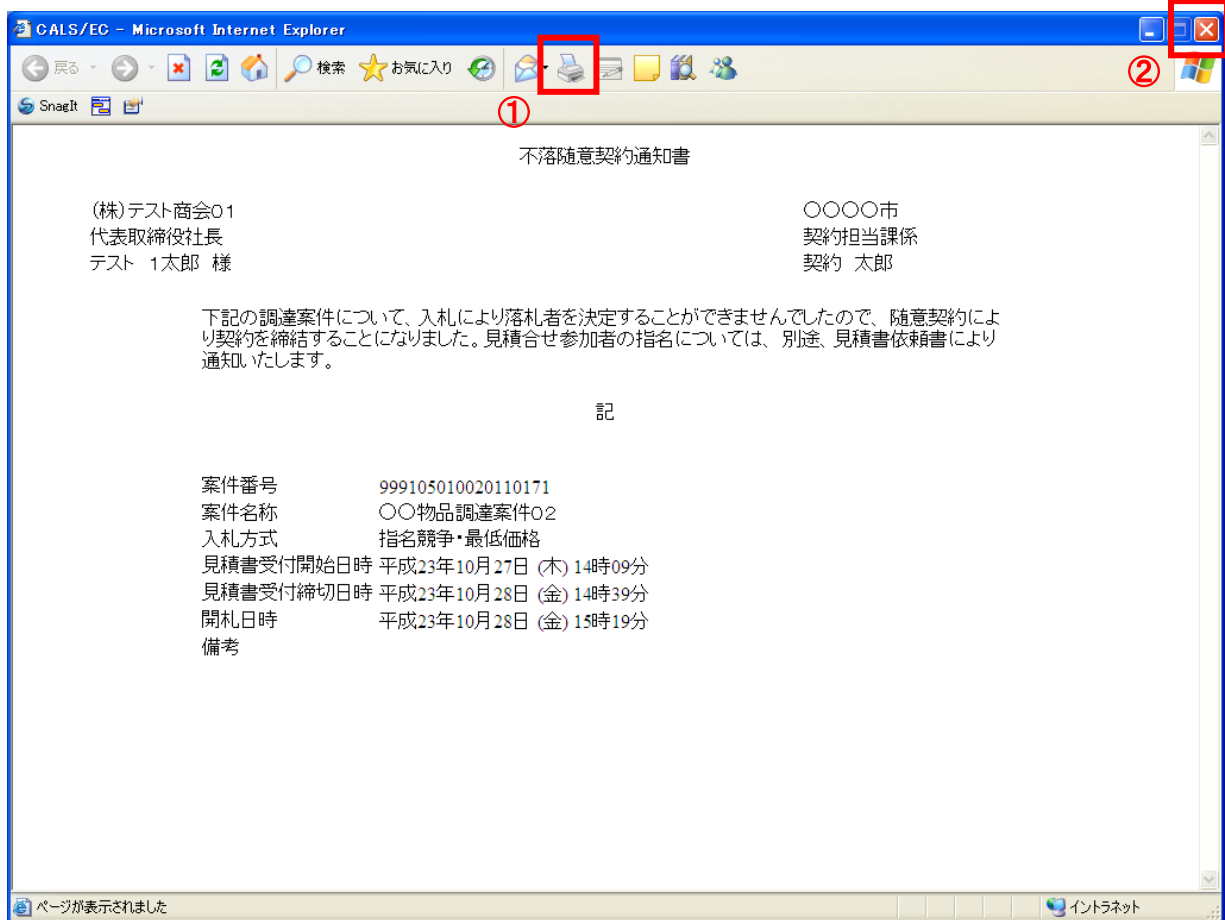 CALS/EC - Microsoft Internet Explorer
戻る 検索 お気に入り
②
SnagIt
①
不落随意契約通知書
(株)テスト商会01 ○○○○市
代表取締役社長 契約担当課係
テスト 1太郎 様 契約 太郎
下記の調達案件について、入札により落札者を決定することができませんでしたので、随意契約によ
り契約を締結することになりました。見積合せ参加者の指名については、別途、見積書依頼書により
通知いたします。
記
案件番号 999105010020110171
案件名称 ○○物品調達案件02
入札方式 指名競争・最低価格
見積書受付開始日時 平成23年10月27日 (木) 14時09分
見積書受付締切日時 平成23年10月28日 (金) 14時39分
開札日時 平成23年10月28日 (金) 15時19分
備考
ページが表示されました イントラネット